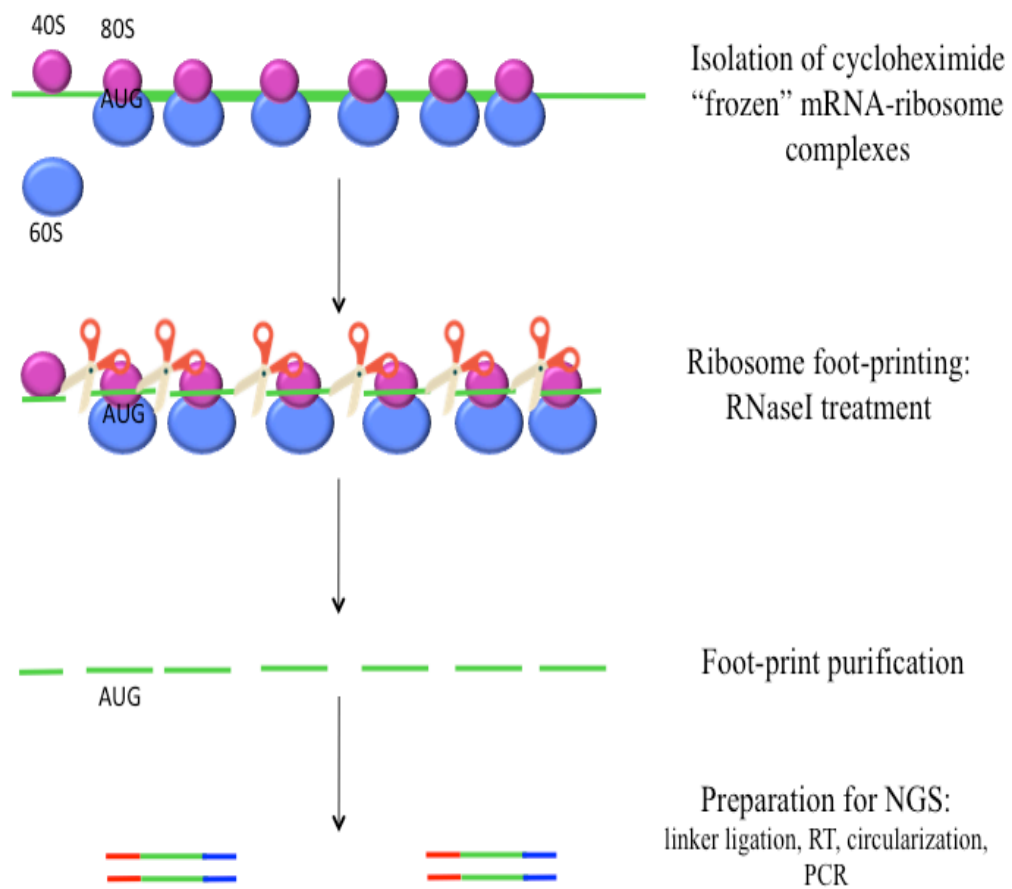 40S
80S
AUG
60S
Isolation of cycloheximide
“frozen” mRNA-ribosome
complexes
AUG
Ribosome foot-printing:
RNaseI treatment
AUG
Foot-print purification
Preparation for NGS:
linker ligation, RT, circularization,
PCR